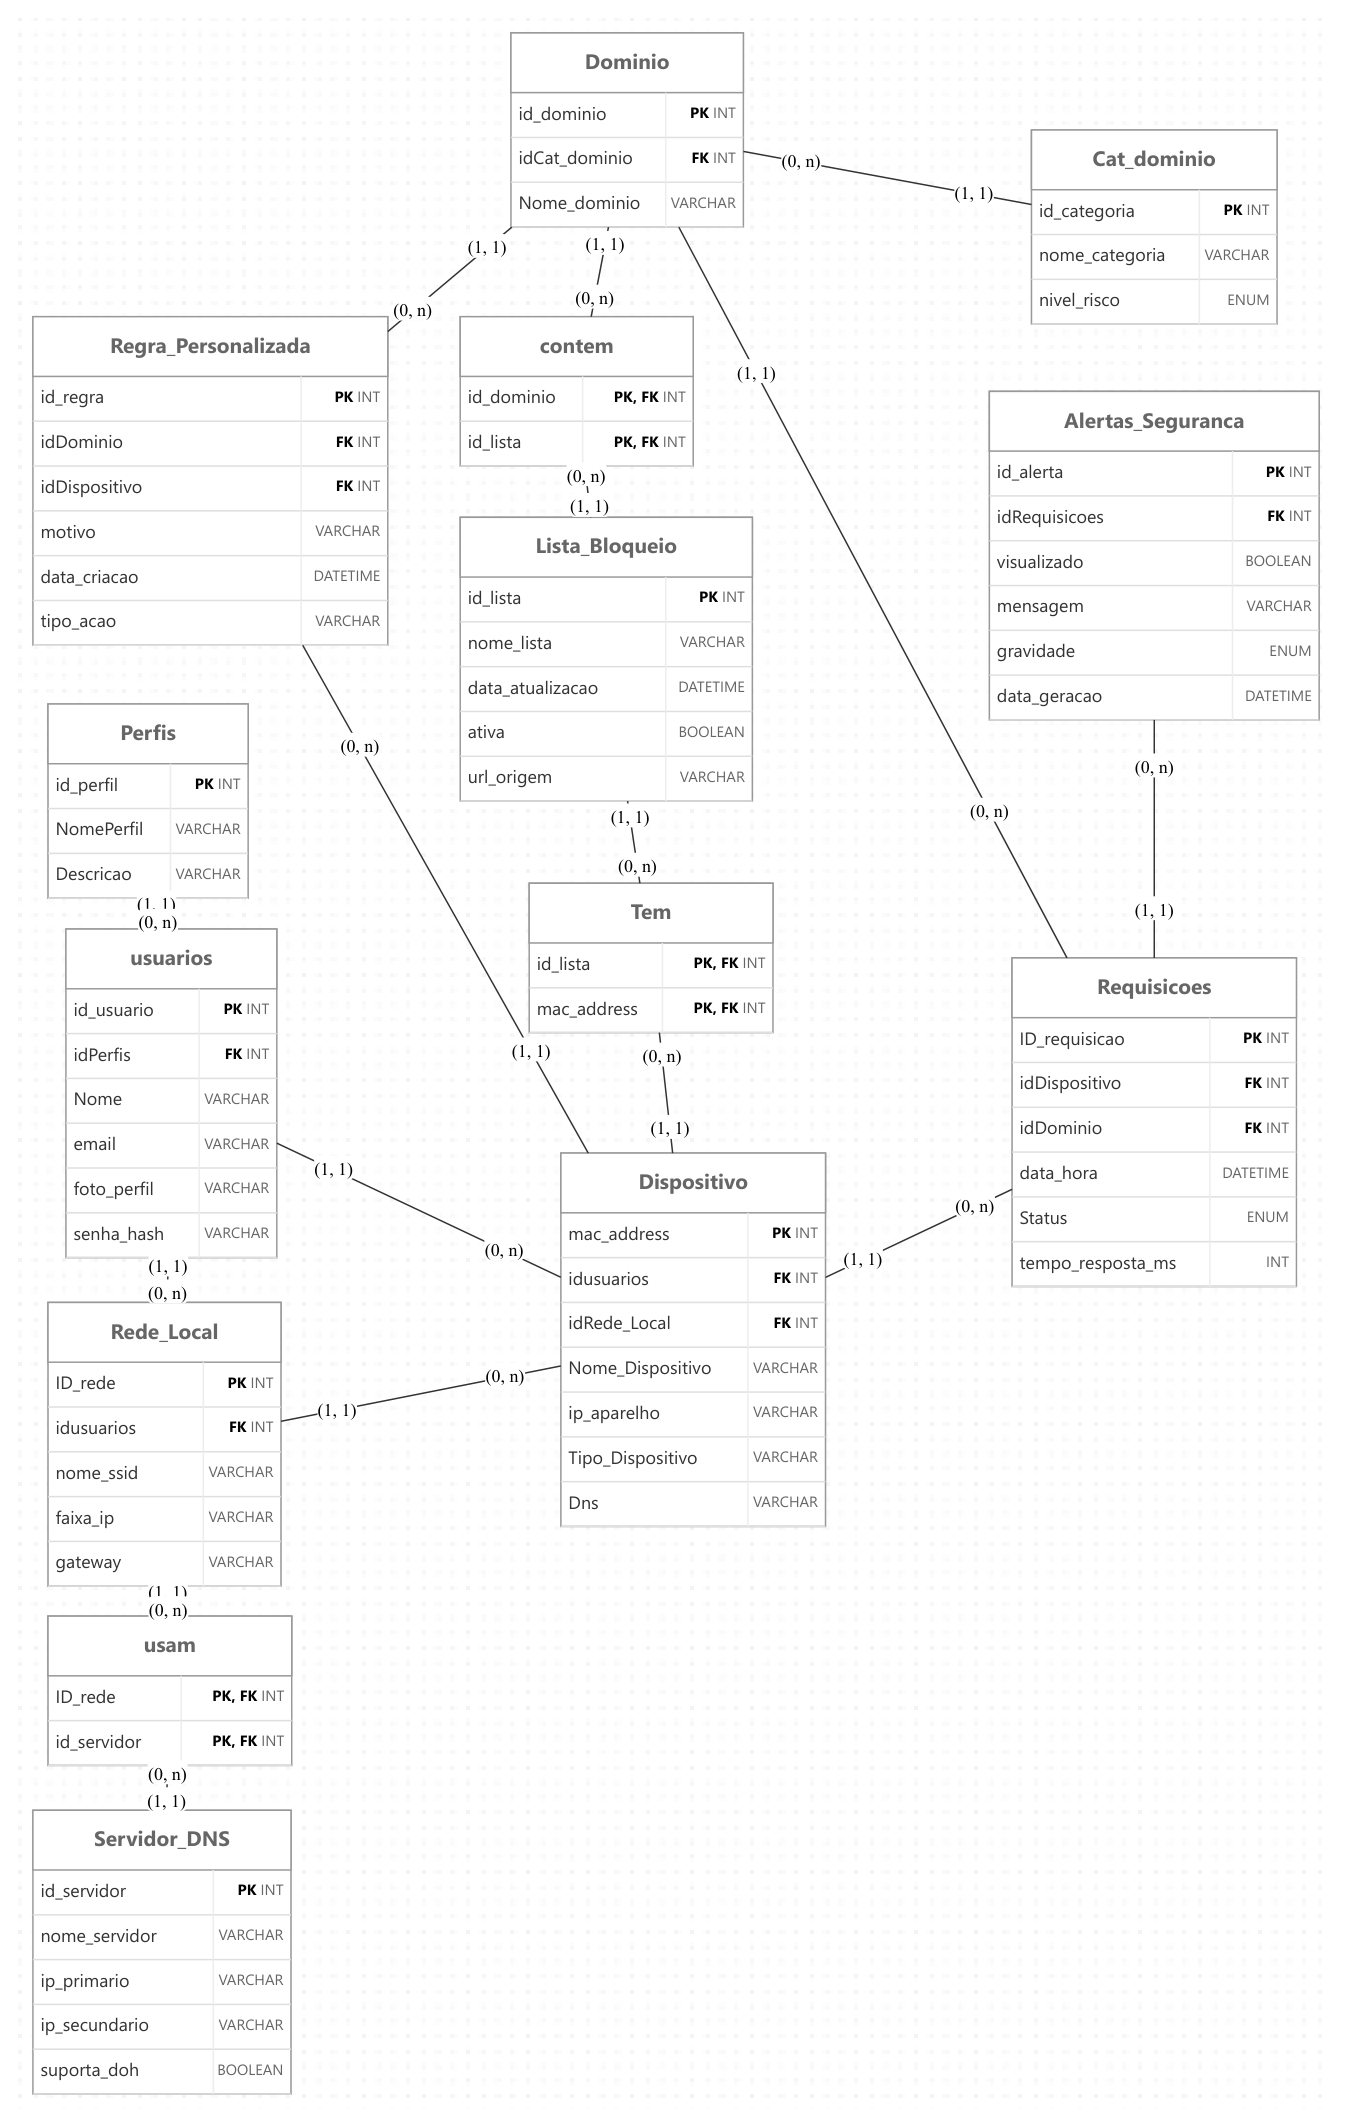 Dominio
id_dominio PK INT
idCat_dominio FK INT
Nome_dominio VARCHAR
(0, n)
(1, 1)
Cat_dominio
id_categoria PK INT
nome_categoria VARCHAR
nivel_risco ENUM
(1, 1)
(0, n)
(1, 1)
(0, n)
(1, 1)
(0, n)
Regra_Personalizada
id_regra PK INT
idDominio FK INT
idDispositivo FK INT
motivo VARCHAR
data_criacao DATETIME
tipo_acao VARCHAR
contem
id_dominio PK, FK INT
id_lista PK, FK INT
(0, n)
(1, 1)
Alertas_Seguranca
id_alerta PK INT
idRequisicoes FK INT
visualizado BOOLEAN
mensagem VARCHAR
gravidade ENUM
data_geracao DATETIME
(0, n)
(1, 1)
Lista_Bloqueio
id_lista PK INT
nome_lista VARCHAR
data_atualizacao DATETIME
ativa BOOLEAN
url_origem VARCHAR
(1, 1)
(0, n)
(0, n)
(1, 1)
Perfis
id_perfil PK INT
NomePerfil VARCHAR
Descricao VARCHAR
(1, 1)
(0, n)
Tem
id_lista PK, FK INT
mac_address PK, FK INT
(0, n)
(1, 1)
usuarios
id_usuario PK INT
idPerfis FK INT
Nome VARCHAR
email VARCHAR
foto_perfil VARCHAR
senha_hash VARCHAR
(1, 1)
(0, n)
(1, 1)
(0, n)
Requisicoes
ID_requisicao PK INT
idDispositivo FK INT
idDominio FK INT
data_hora DATETIME
Status ENUM
tempo_resposta_ms INT
(0, n)
(1, 1)
Dispositivo
mac_address PK INT
idusuarios FK INT
idRede_Local FK INT
Nome_Dispositivo VARCHAR
ip_aparelho VARCHAR
Tipo_Dispositivo VARCHAR
Dns VARCHAR
(0, n)
(1, 1)
Rede_Local
ID_rede PK INT
idusuarios FK INT
nome_ssid VARCHAR
faixa_ip VARCHAR
gateway VARCHAR
(1, 1)
(0, n)
usam
ID_rede PK, FK INT
id_servidor PK, FK INT
(0, n)
(1, 1)
Servidor_DNS
id_servidor PK INT
nome_servidor VARCHAR
ip_primario VARCHAR
ip_secundario VARCHAR
suporta_doh BOOLEAN